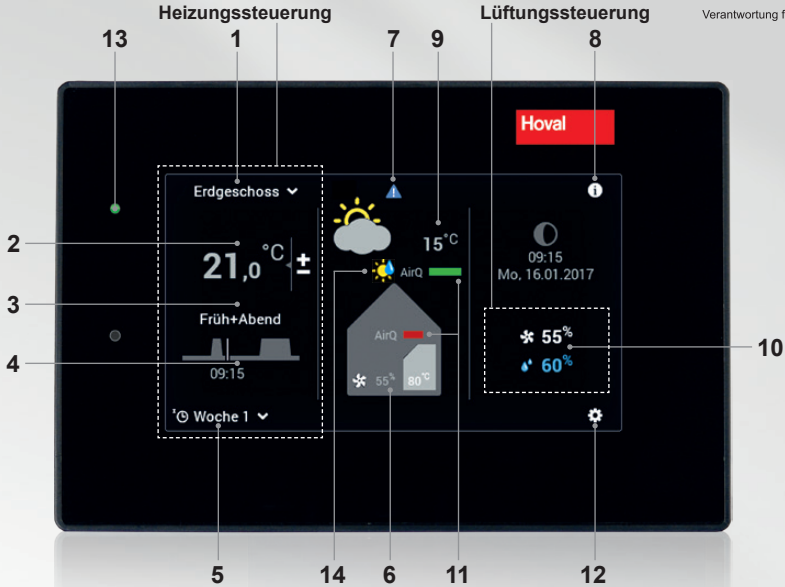 Heizungssteuerung
Lüftungssteuerung
Verantwortung f
13
1
7
9
8
Hoval
Erdgeschoss
i
2
21,0 °C
±
15 °C
AirQ
09:15
Mo, 16.01.2017
3
Früh+Abend
AirQ
55 %
60 %
10
4
09:15
55 %
80 °C
Woche 1
5
14
6
11
12